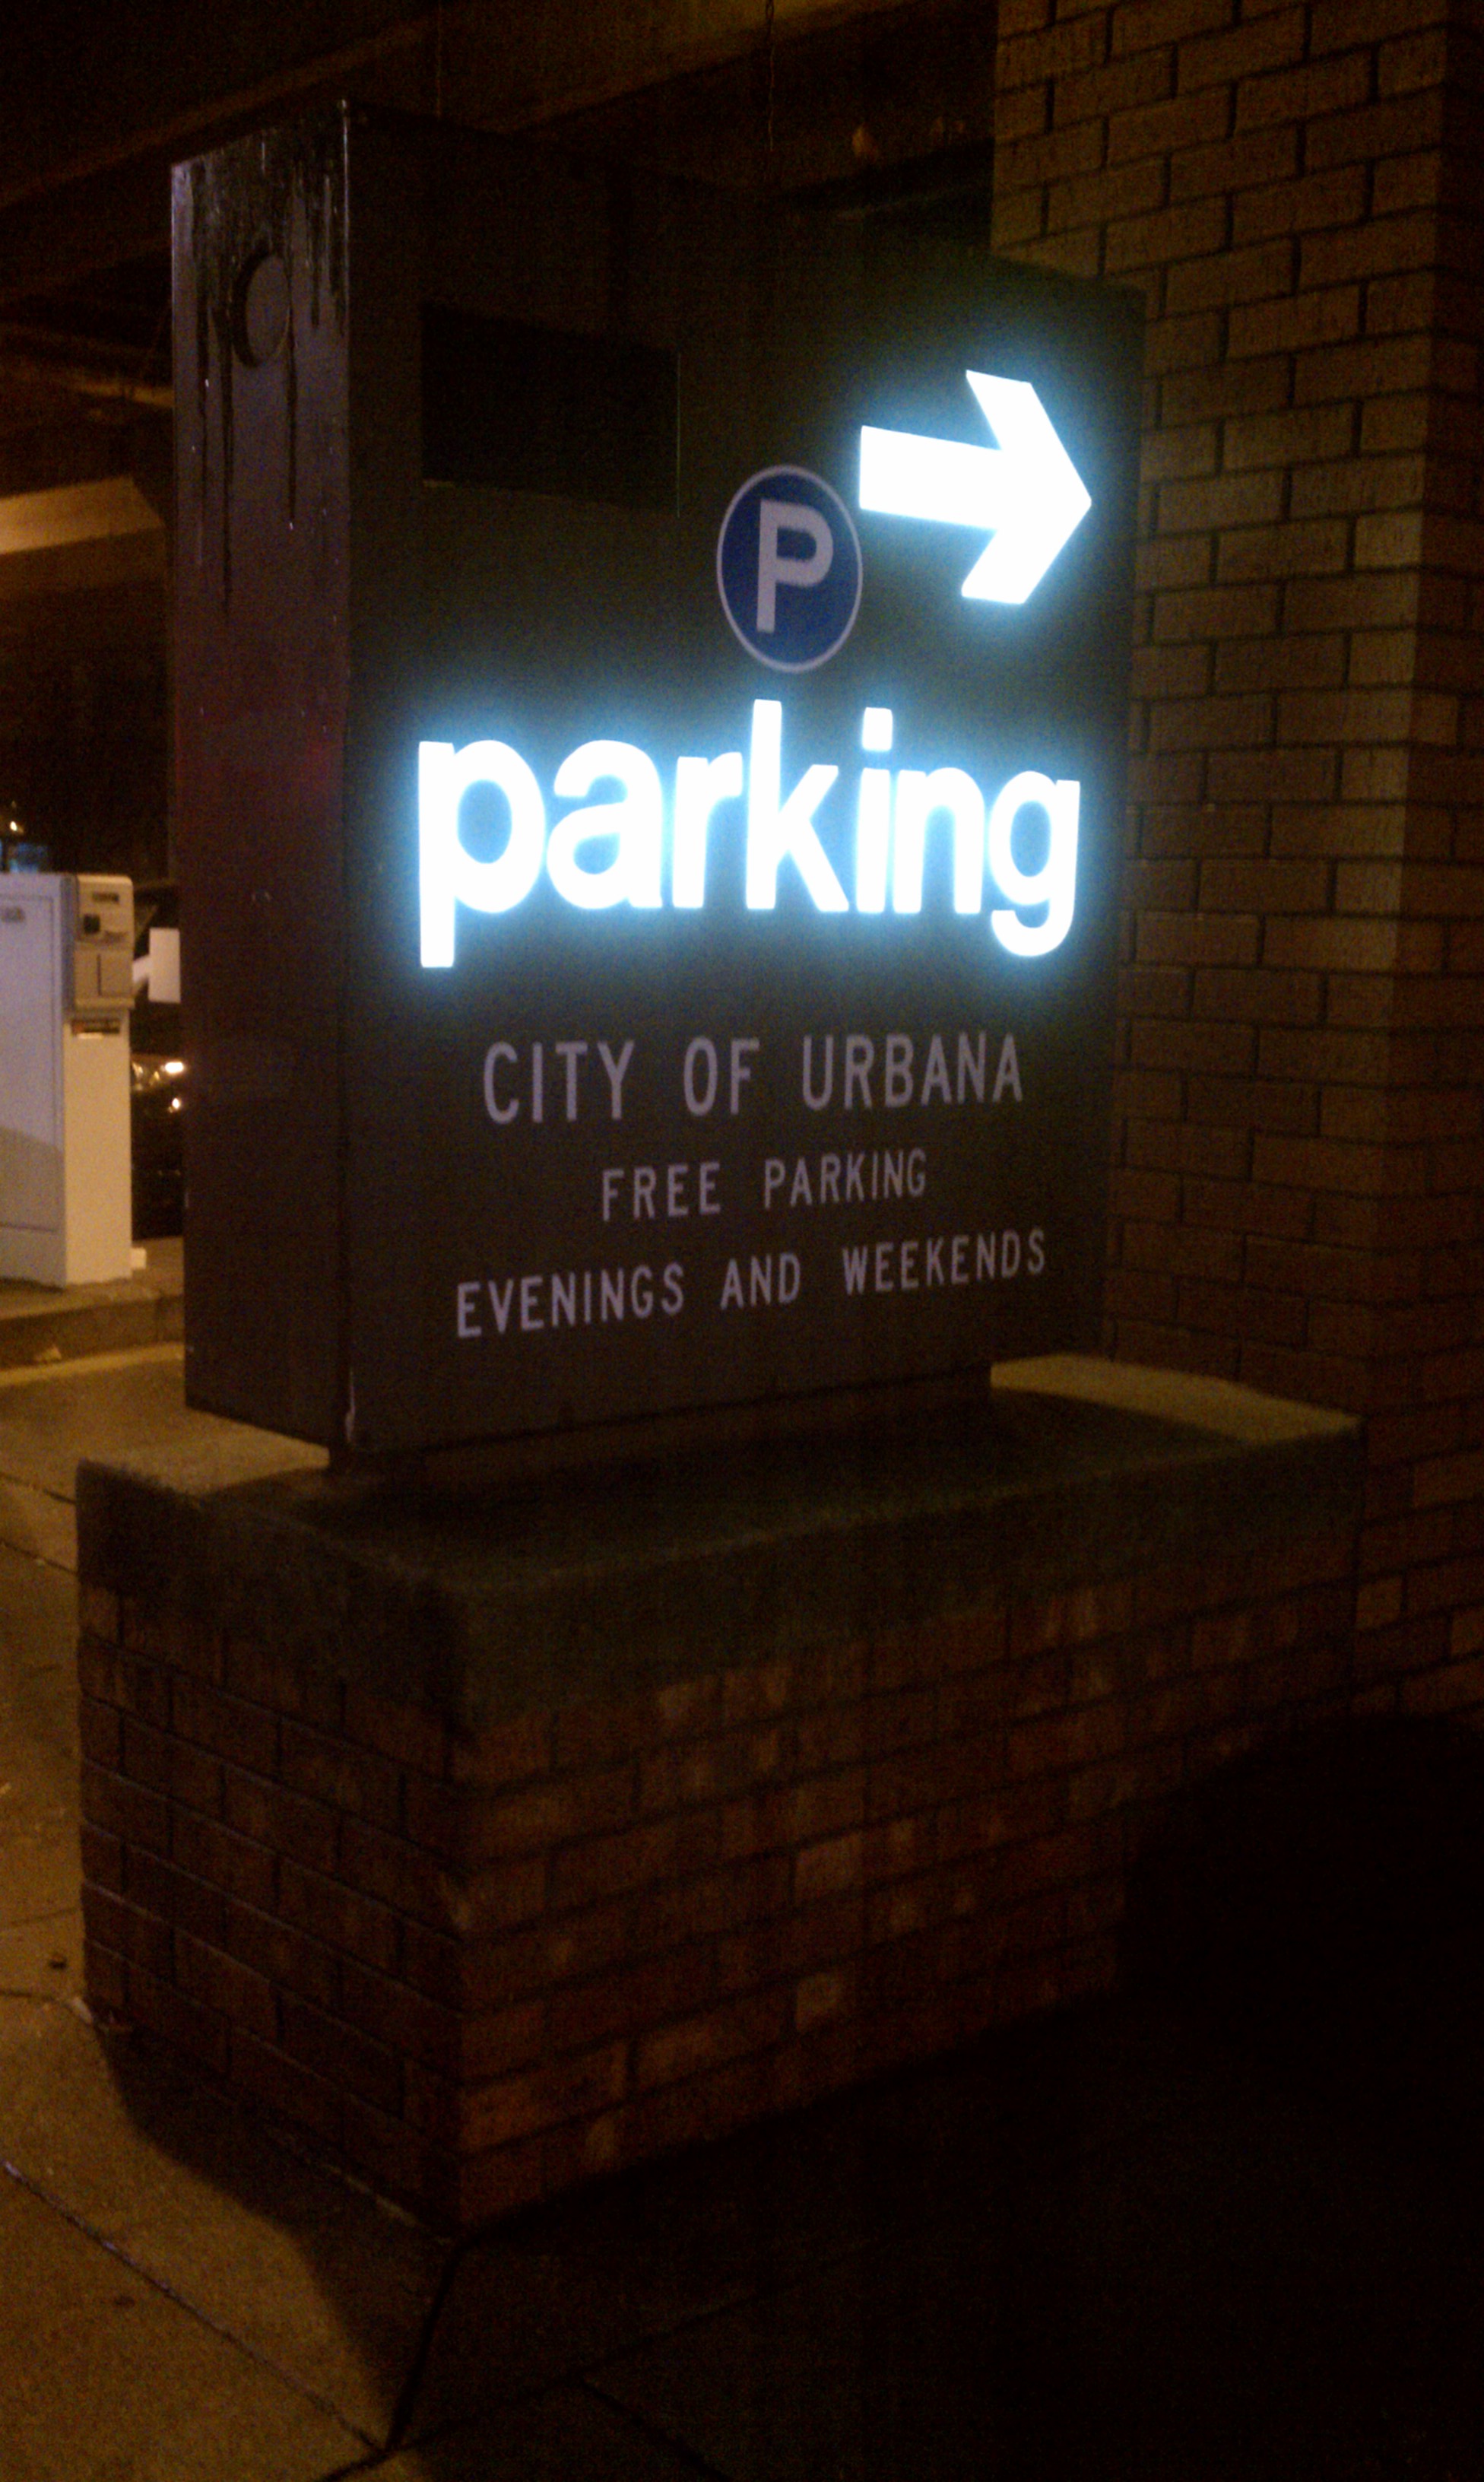 P
parking
CITY OF URBANA
FREE PARKING
EVENINGS AND WEEKENDS